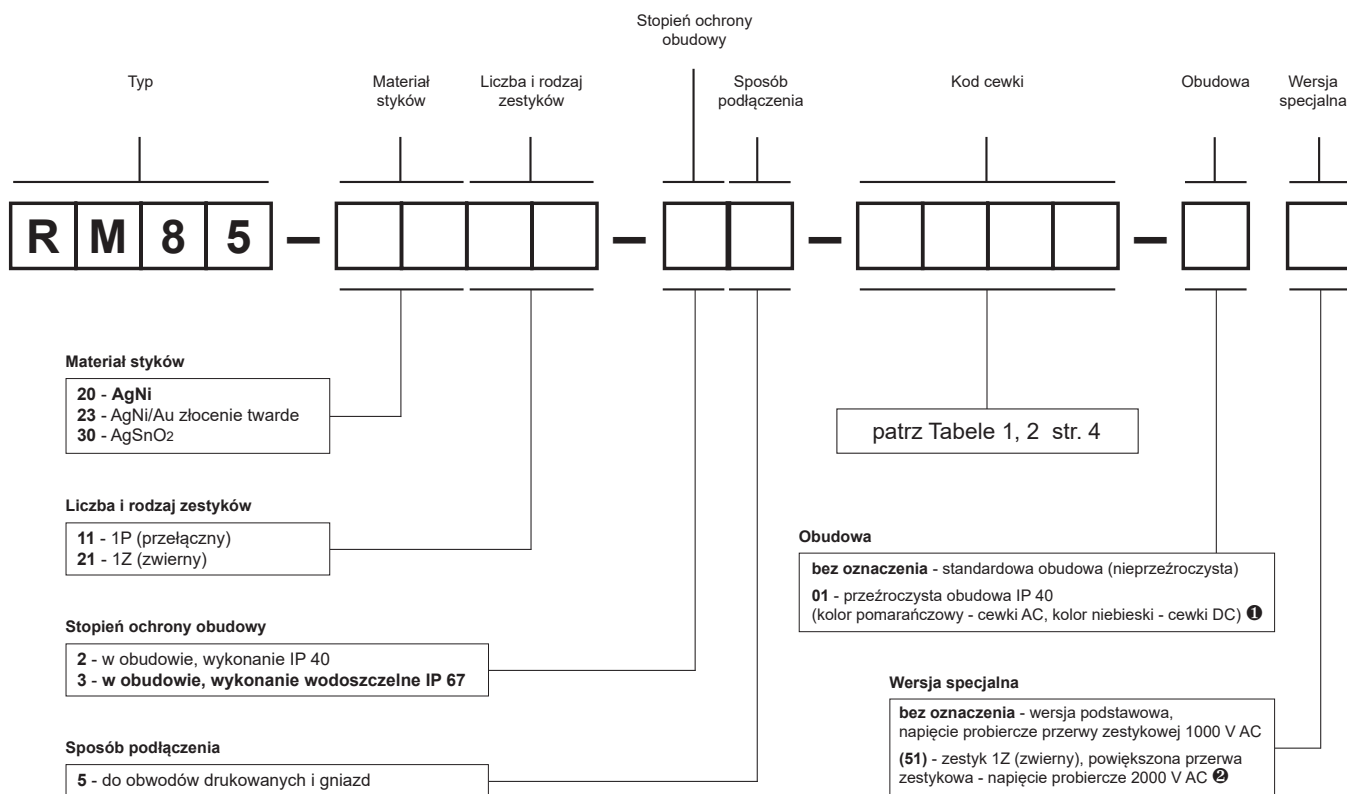 Stopień ochrony
obudowy
Typ
Materiał
styków
Liczba i rodzaj
zestyków
Sposób
podłączenia
Kod cewki
Obudowa
Wersja
specjalna
R M 8 5 – – – –
Materiał styków
20 - AgNi
23 - AgNi/Au złocenie twarde
30 - AgSnO2
patrz Tabele 1, 2 str. 4
Liczba i rodzaj zestyków
11 - 1P (przełączny)
21 - 1Z (zwierny)
Obudowa
bez oznaczenia - standardowa obudowa (nieprzeźroczysta)
01 - przeźroczysta obudowa IP 40
(kolor pomarańczowy - cewki AC, kolor niebieski - cewki DC) ❶
Stopień ochrony obudowy
2 - w obudowie, wykonanie IP 40
3 - w obudowie, wykonanie wodoszczelne IP 67
Wersja specjalna
bez oznaczenia - wersja podstawowa,
napięcie probiercze przerwy zestykowej 1000 V AC
(51) - zestyk 1Z (zwierny), powiększona przerwa
zestykowa - napięcie probiercze 2000 V AC ❷
Sposób podłączenia
5 - do obwodów drukowanych i gniazd